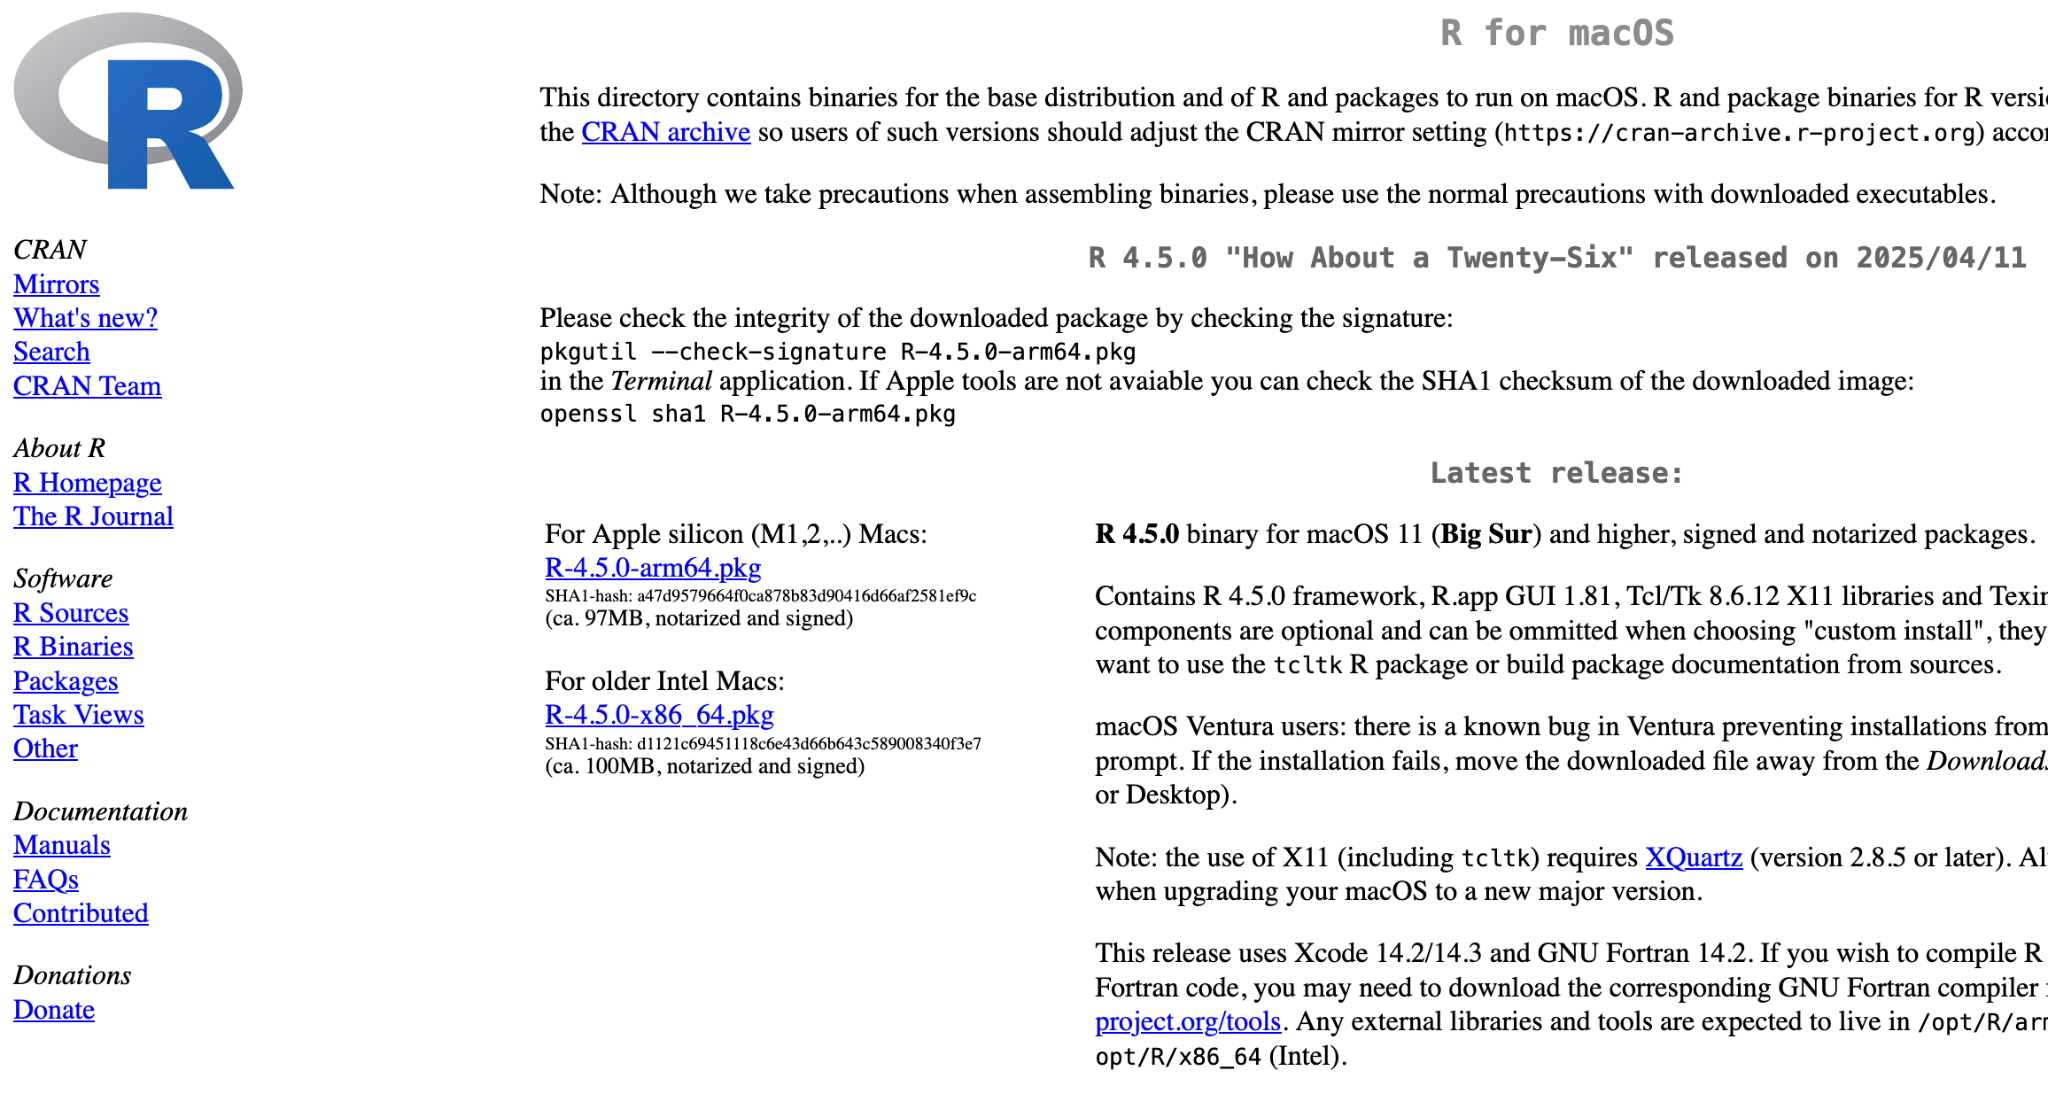 R
CRAN
Mirrors
What's new?
Search
CRAN Team
About R
R Homepage
The R Journal
Software
R Sources
R Binaries
Packages
Task Views
Other
Documentation
Manuals
FAQs
Contributed
Donations
Donate
R for macOS
This directory contains binaries for the base distribution and of R and packages to run on macOS. R and package binaries for R
the CRAN archive so users of such versions should adjust the CRAN mirror setting (https://cran-archive.r-project.org)
Note: Although we take precautions when assembling binaries, please use the normal precautions with downloaded executables.
R 4.5.0 "How About a Twenty-Six" released on 2025/04/11
Please check the integrity of the downloaded package by checking the signature:
pkgutil --check-signature R-4.5.0-arm64.pkg
in the Terminal application. If Apple tools are not avaiable you can check the SHA1 checksum of the downloaded image:
openssl sha1 R-4.5.0-arm64.pkg
Latest release:
For Apple silicon (M1,2,..) Macs:
R-4.5.0-arm64.pkg
SHA1-hash: a47d9579664f0ca878b83d90416d66af2581ef9c
(ca. 97MB, notarized and signed)
For older Intel Macs:
R-4.5.0-x86_64.pkg
SHA1-hash: d1121c69451118c6e43d66b643c589008340f3e7
(ca. 100MB, notarized and signed)
R 4.5.0 binary for macOS 11 (Big Sur) and higher, signed and notarized packages.
Contains R 4.5.0 framework, R.app GUI 1.81, Tcl/Tk 8.6.12 X11 libraries and
components are optional and can be ommitted when choosing "custom install", they
want to use the tcltk R package or build package documentation from sources.
macOS Ventura users: there is a known bug in Ventura preventing installations from
prompt. If the installation fails, move the downloaded file away from the Downloads
or Desktop).
Note: the use of X11 (including tcltk) requires XQuartz (version 2.8.5 or later).
when upgrading your macOS to a new major version.
This release uses Xcode 14.2/14.3 and GNU Fortran 14.2. If you wish to compile R
Fortran code, you may need to download the corresponding GNU Fortran compiler
project.org/tools. Any external libraries and tools are expected to live in
opt/R/x86_64 (Intel).